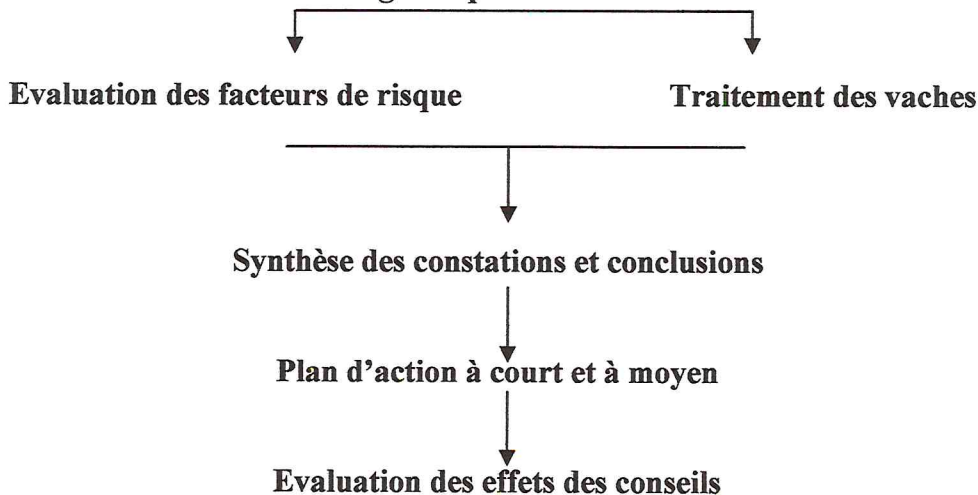 Evaluation des facteurs de risque
Traitement des vaches
Synthèse des constations et conclusions
Plan d'action à court et à moyen
Evaluation des effets des conseils